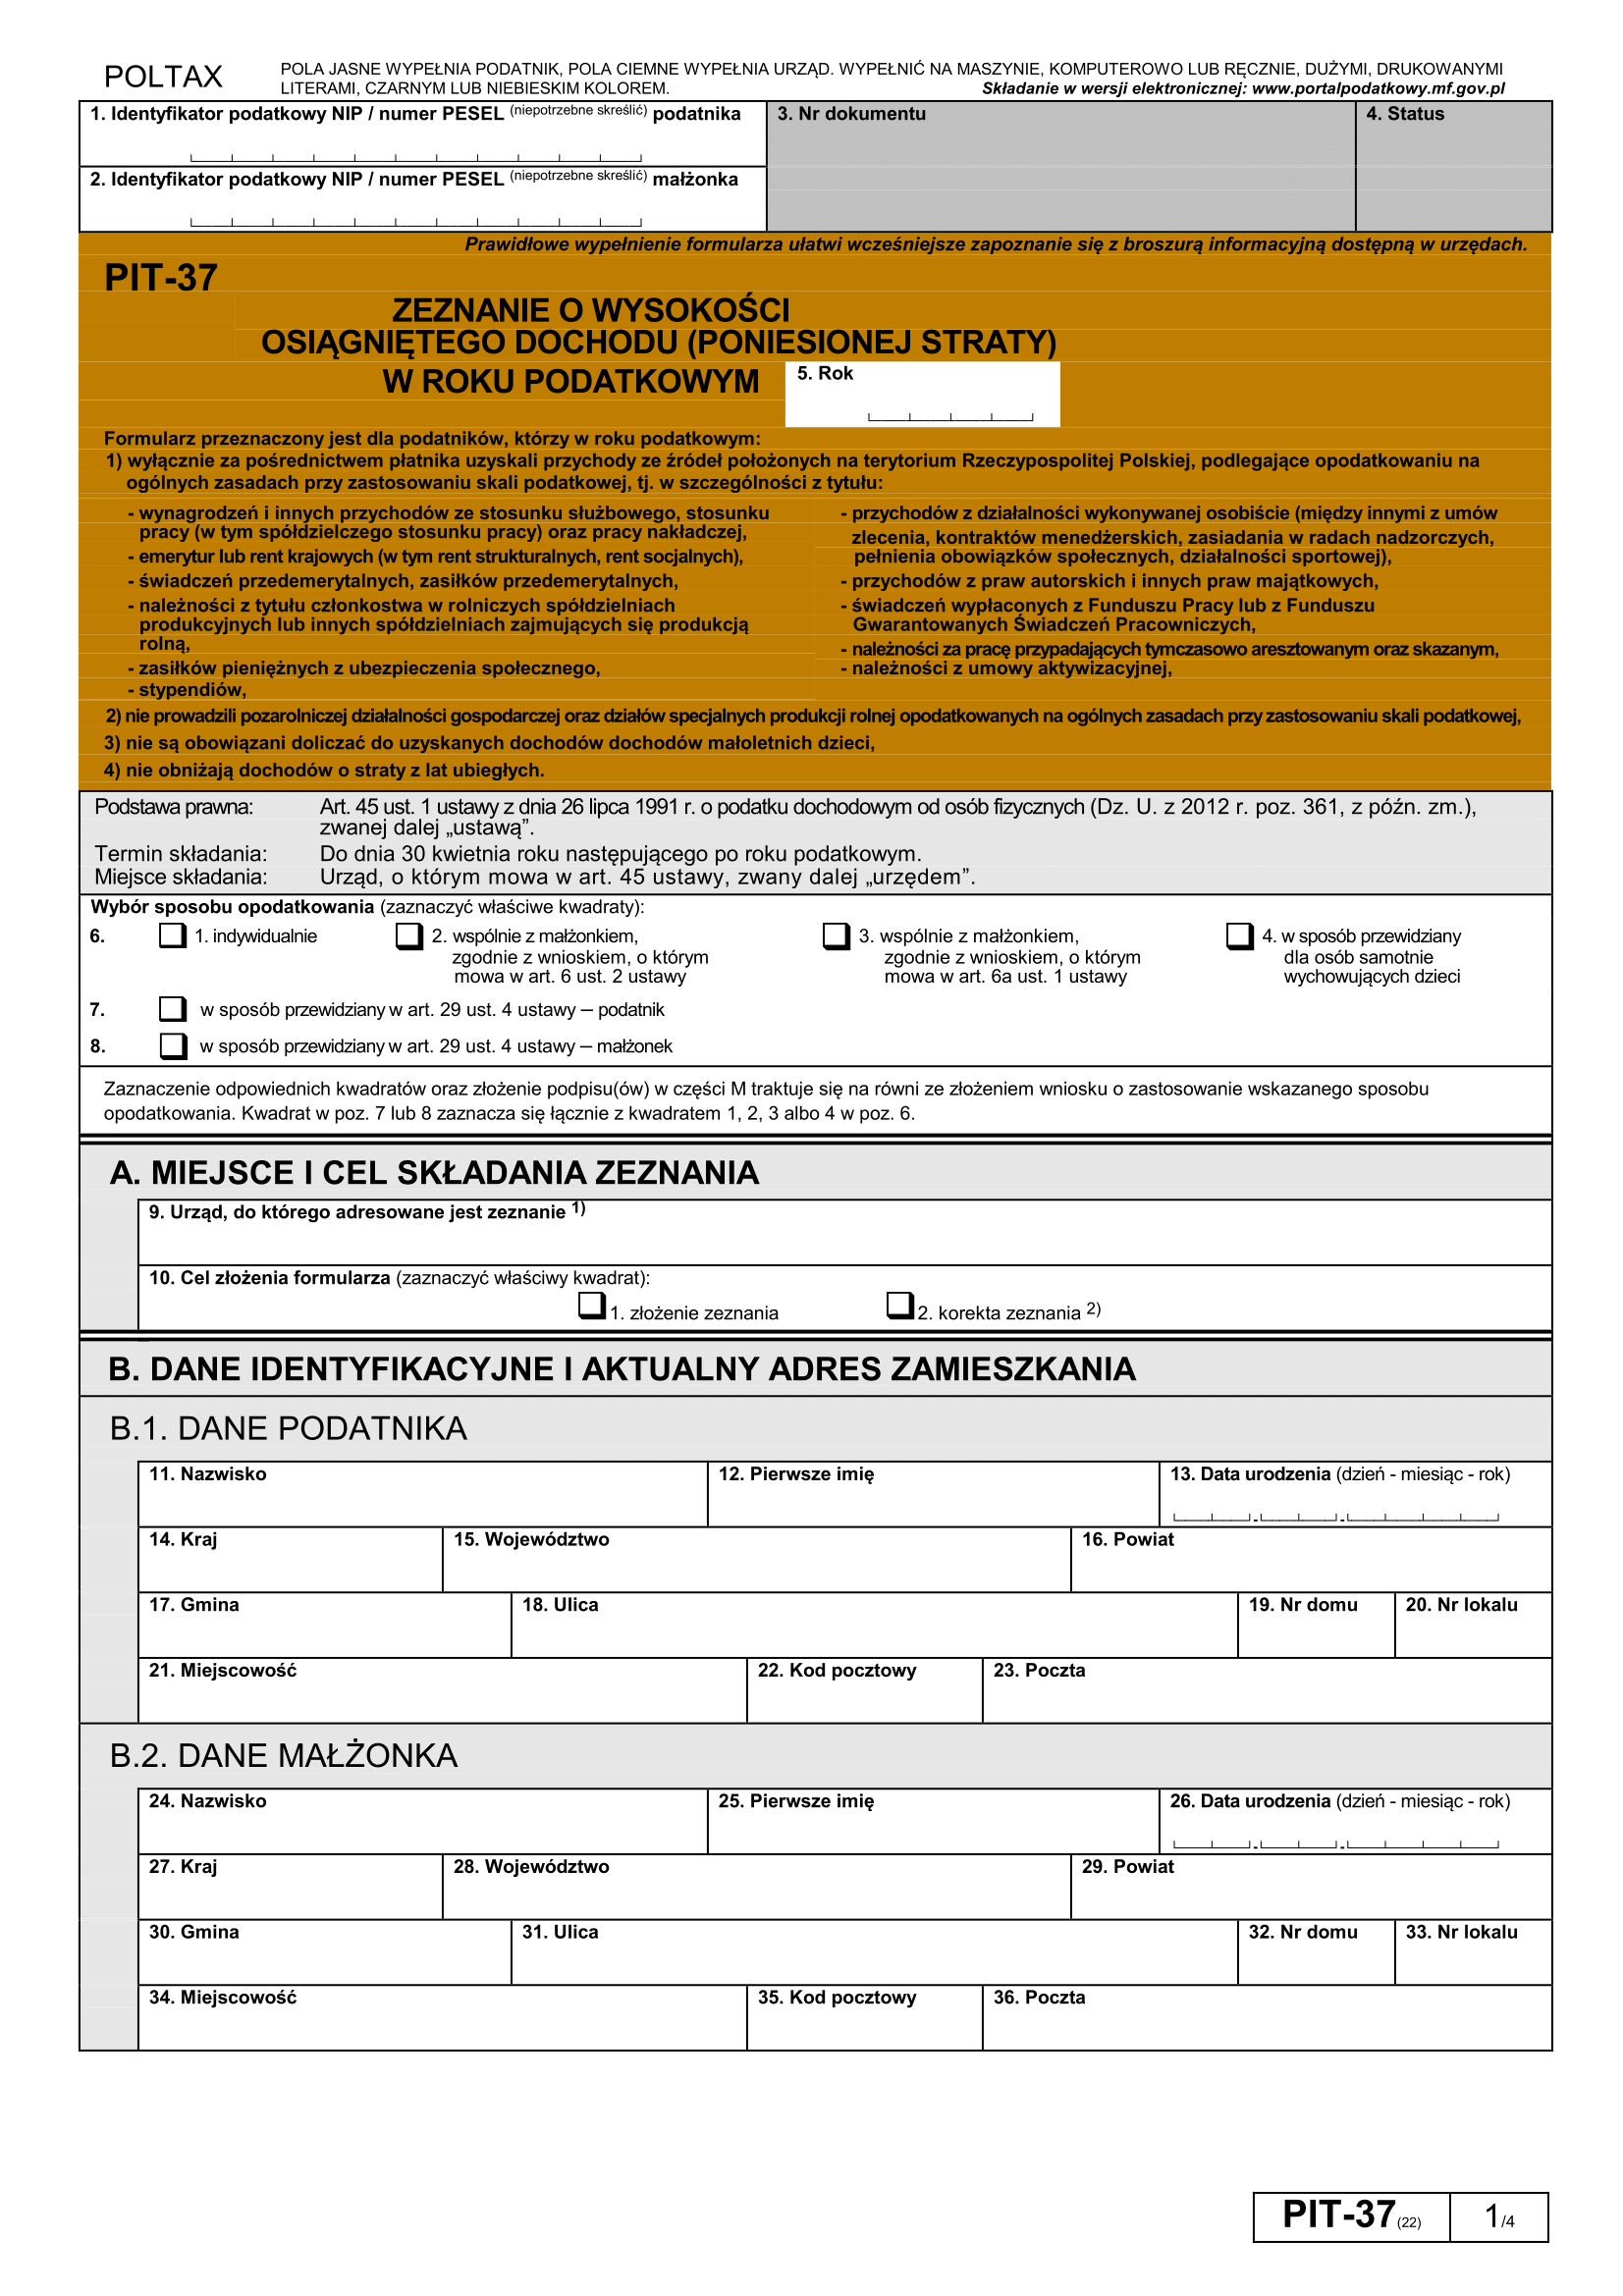 POLTAX
POLA JASNE WYPEŁNIA PODATNIK, POLA CIEMNE WYPEŁNIA URZĄD. WYPEŁNIĆ NA MASZYNIE, KOMPUTEROWO LUB RĘCZNIE, DUŻYMI, DRUKOWANYMI
LITERAMI, CZARNYM LUB NIEBIESKIM KOLOREM.
Składanie w wersji elektronicznej: www.portalpodatkowy.mf.gov.pl
1. Identyfikator podatkowy NIP / numer PESEL (niepotrzebne skreślić) podatnika
2. Identyfikator podatkowy NIP / numer PESEL (niepotrzebne skreślić) małżonka
3. Nr dokumentu
4. Status
Prawidłowe wypełnienie formularza ułatwi wcześniejsze zapoznanie się z broszurą informacyjną dostępną w urzędach.
PIT-37
ZEZNANIE O WYSOKOŚCI
OSIĄGNIĘTEGO DOCHODU (PONIESIONEJ STRATY)
W ROKU PODATKOWYM
5. Rok
Formularz przeznaczony jest dla podatników, którzy w roku podatkowym:
1) wyłącznie za pośrednictwem płatnika uzyskali przychody ze źródeł położonych na terytorium Rzeczypospolitej Polskiej, podlegające opodatkowaniu na
ogólnych zasadach przy zastosowaniu skali podatkowej, tj. w szczególności z tytułu:
- wynagrodzeń i innych przychodów ze stosunku służbowego, stosunku
pracy (w tym spółdzielczego stosunku pracy) oraz pracy nakładczej,
- emerytur lub rent krajowych (w tym rent strukturalnych, rent socjalnych),
- świadczeń przedemerytalnych, zasiłków przedemerytalnych,
- należności z tytułu członkostwa w rolniczych spółdzielniach
produkcyjnych lub innych spółdzielniach zajmujących się produkcją
rolną,
- zasiłków pieniężnych z ubezpieczenia społecznego,
- stypendiów,
- przychodów z działalności wykonywanej osobiście (między innymi z umów
zlecenia, kontraktów menedżerskich, zasiadania w radach nadzorczych,
pełnienia obowiązków społecznych, działalności sportowej),
- przychodów z praw autorskich i innych praw majątkowych,
- świadczeń wypłaconych z Funduszu Pracy lub z Funduszu
Gwarantowanych Świadczeń Pracowniczych,
- należności za pracę przypadających tymczasowo aresztowanym oraz skazanym,
- należności z umowy aktywizacyjnej,
2) nie prowadzili pozarolniczej działalności gospodarczej oraz działów specjalnych produkcji rolnej opodatkowanych na ogólnych zasadach przy zastosowaniu skali podatkowej,
3) nie są obowiązani doliczać do uzyskanych dochodów dochodów małoletnich dzieci,
4) nie obniżają dochodów o straty z lat ubiegłych.
Podstawa prawna: Art. 45 ust. 1 ustawy z dnia 26 lipca 1991 r. o podatku dochodowym od osób fizycznych (Dz. U. z 2012 r. poz. 361, z późn. zm.),
zwanej dalej „ustawą”.
Termin składania: Do dnia 30 kwietnia roku następującego po roku podatkowym.
Miejsce składania: Urząd, o którym mowa w art. 45 ustawy, zwany dalej „urzędem”.
Wybór sposobu opodatkowania (zaznaczyć właściwe kwadraty):
6. 1. indywidualnie
2. wspólnie z małżonkiem,
zgodnie z wnioskiem, o którym
mowa w art. 6 ust. 2 ustawy
3. wspólnie z małżonkiem,
zgodnie z wnioskiem, o którym
mowa w art. 6a ust. 1 ustawy
4. w sposób przewidziany
dla osób samotnie
wychowujących dzieci
7. w sposób przewidziany w art. 29 ust. 4 ustawy – podatnik
8. w sposób przewidziany w art. 29 ust. 4 ustawy – małżonek
Zaznaczenie odpowiednich kwadratów oraz złożenie podpisu(ów) w części M traktuje się na równi ze złożeniem wniosku o zastosowanie wskazanego sposobu
opodatkowania. Kwadrat w poz. 7 lub 8 zaznacza się łącznie z kwadratem 1, 2, 3 albo 4 w poz. 6.
A. MIEJSCE I CEL SKŁADANIA ZEZNANIA
9. Urząd, do którego adresowane jest zeznanie 1)
10. Cel złożenia formularza (zaznaczyć właściwy kwadrat):
1. złożenie zeznania 2. korekta zeznania 2)
B. DANE IDENTYFIKACYJNE I AKTUALNY ADRES ZAMIESZKANIA
B.1. DANE PODATNIKA
11. Nazwisko 12. Pierwsze imię 13. Data urodzenia (dzień - miesiąc - rok)
14. Kraj 15. Województwo 16. Powiat
17. Gmina 18. Ulica 19. Nr domu 20. Nr lokalu
21. Miejscowość 22. Kod pocztowy 23. Poczta
B.2. DANE MAŁŻONKA
24. Nazwisko 25. Pierwsze imię 26. Data urodzenia (dzień - miesiąc - rok)
27. Kraj 28. Województwo 29. Powiat
30. Gmina 31. Ulica 32. Nr domu 33. Nr lokalu
34. Miejscowość 35. Kod pocztowy 36. Poczta
PIT-37(22) 1/4